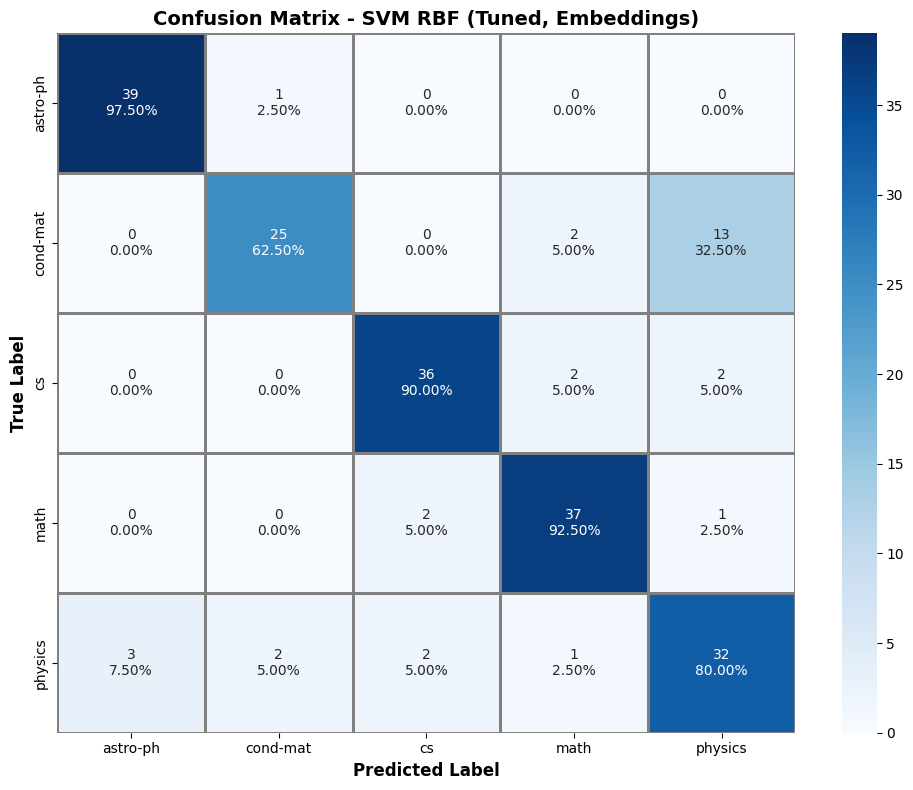 Confusion Matrix - SVM RBF (Tuned, Embeddings)
True Label
astro-ph
39 1 0 0 0
97.50% 2.50% 0.00% 0.00% 0.00%
cond-mat
0 25 0 2 13
0.00% 62.50% 0.00% 5.00% 32.50%
cs
0 0 36 2 2
0.00% 0.00% 90.00% 5.00% 5.00%
math
0 0 2 37 1
0.00% 0.00% 5.00% 92.50% 2.50%
physics
3 2 2 1 32
7.50% 5.00% 5.00% 2.50% 80.00%
astro-ph cond-mat cs math physics
Predicted Label
35
30
25
20
15
10
5
0